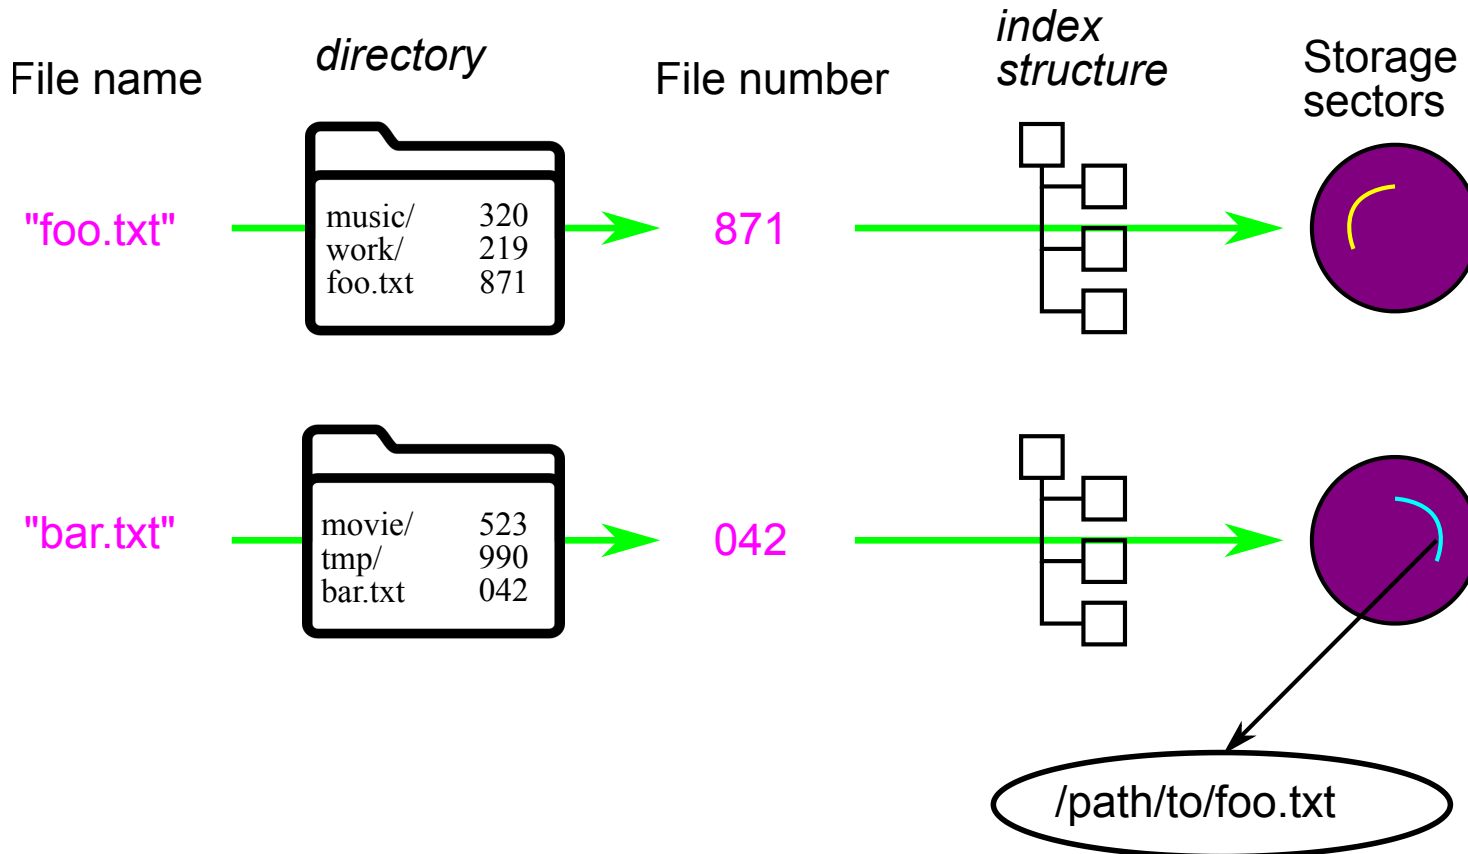 File name
directory
File number
index
structure
Storage
sectors
"foo.txt"
music/ 320
work/ 219
foo.txt 871
871
"bar.txt"
movie/ 523
tmp/ 990
bar.txt 042
042
/path/to/foo.txt